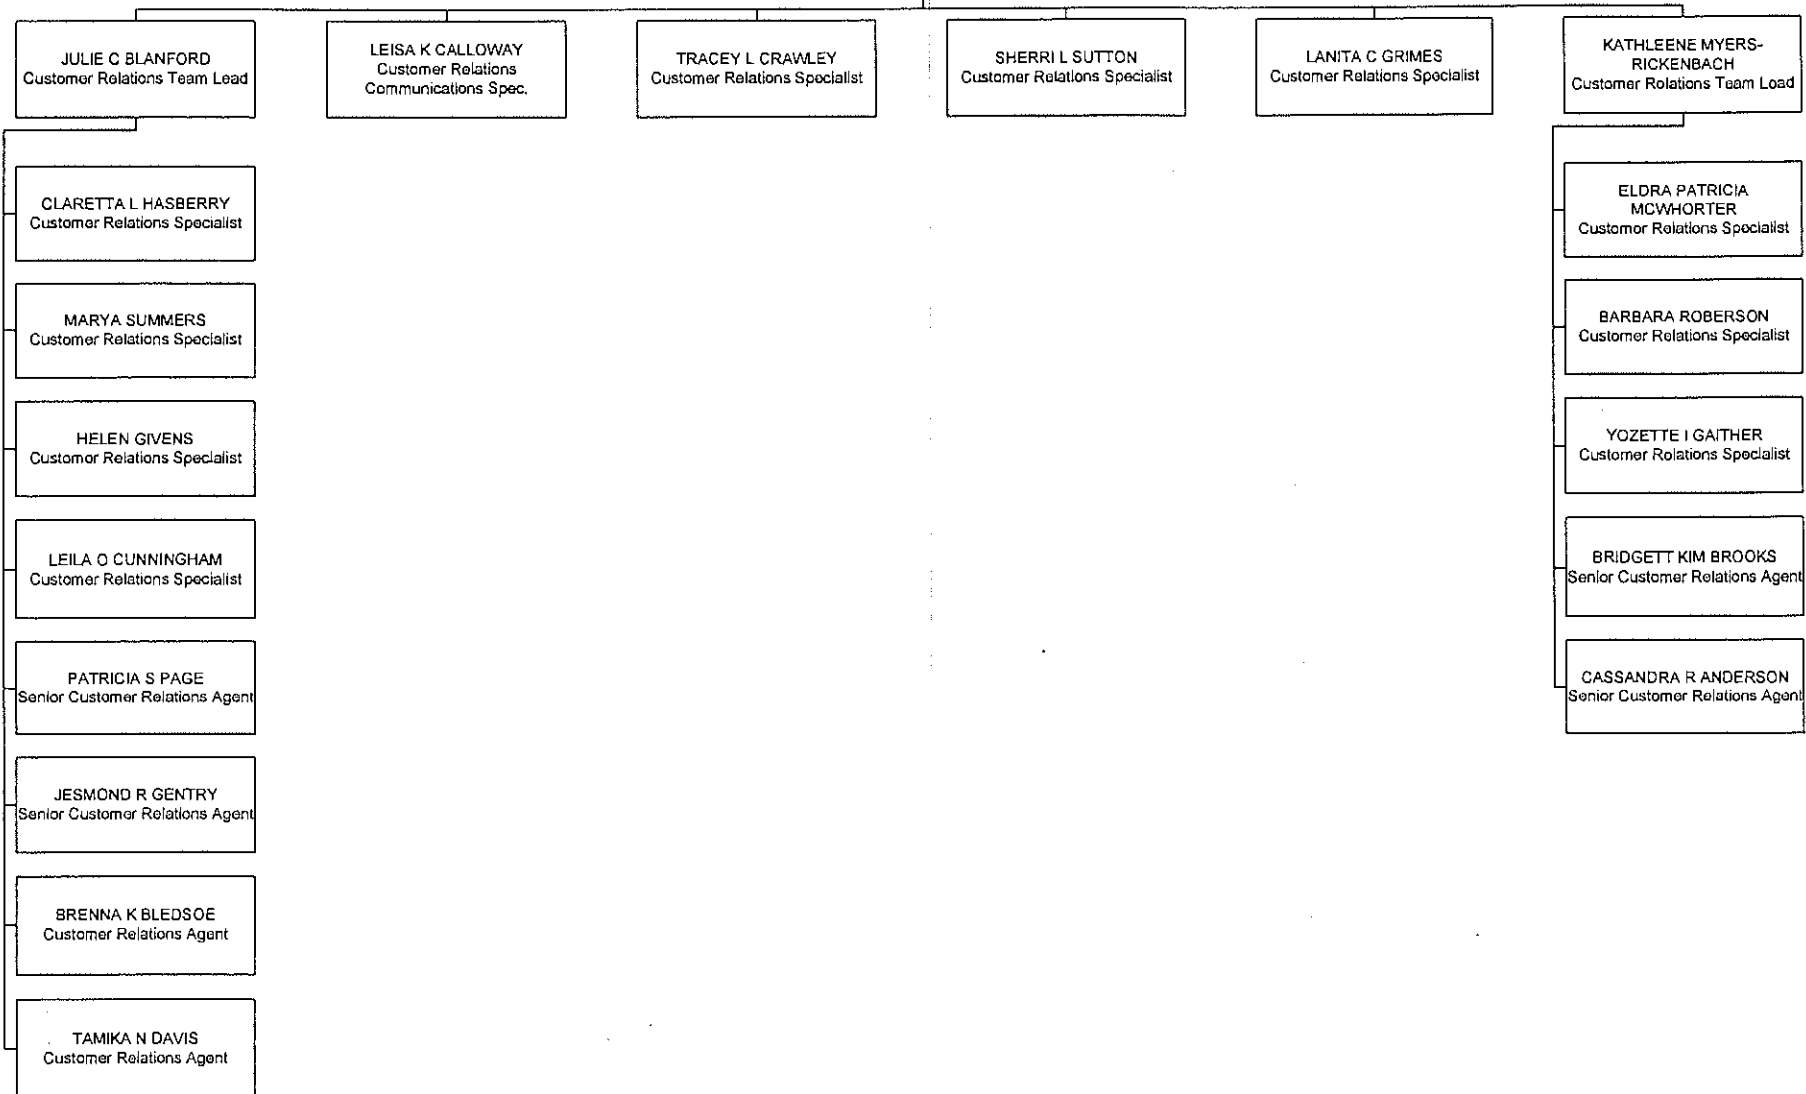 JULIE C BLANFORD
Customer Relations Team Lead
LEISA K CALLOWAY
Customer Relations
Communications Spec.
TRACEY L CRAWLEY
Customer Relations Specialist
SHERRI L SUTTON
Customer Relations Specialist
LANITA C GRIMES
Customer Relations Specialist
KATHLEENE MYERS-
RICKENBACH
Customer Relations Team Lead
CLARETTA L HASBERRY
Customer Relations Specialist
MARYA SUMMERS
Customer Relations Specialist
HELEN GIVENS
Customer Relations Specialist
LEILA O CUNNINGHAM
Customer Relations Specialist
PATRICIA S PAGE
Senior Customer Relations Agent
JESMOND R GENTRY
Senior Customer Relations Agent
BRENNA K BLEDSOE
Customer Relations Agent
TAMIKA N DAVIS
Customer Relations Agent
ELDRA PATRICIA
MCWHORTER
Customer Relations Specialist
BARBARA ROBERSON
Customer Relations Specialist
YOZETTE I GAITHER
Customer Relations Specialist
BRIDGETT KIM BROOKS
Senior Customer Relations Agent
CASSANDRA R ANDERSON
Senior Customer Relations Agent